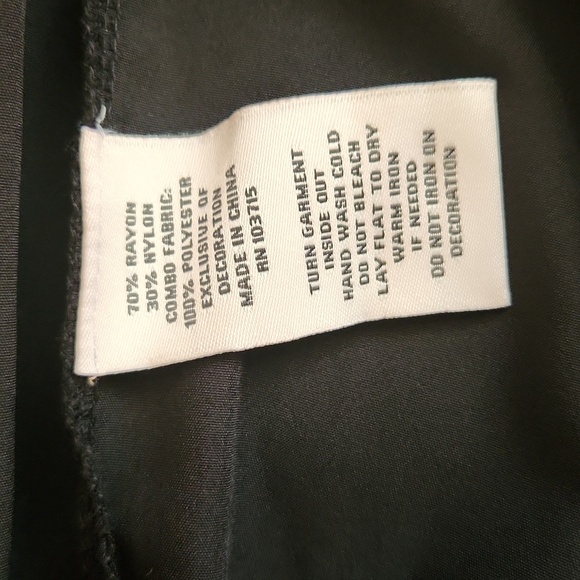 70% RAYON
30% NYLON
COMBO FABRIC:
100% POLYESTER
EXCLUSIVE OF
DECORATION
MADE IN CHINA
RN 103715
TURN GARMENT
INSIDE OUT
HAND WASH COLD
DO NOT BLEACH
LAY FLAT TO DRY
WARM IRON
IF NEEDED
DO NOT IRON ON
DECORATION